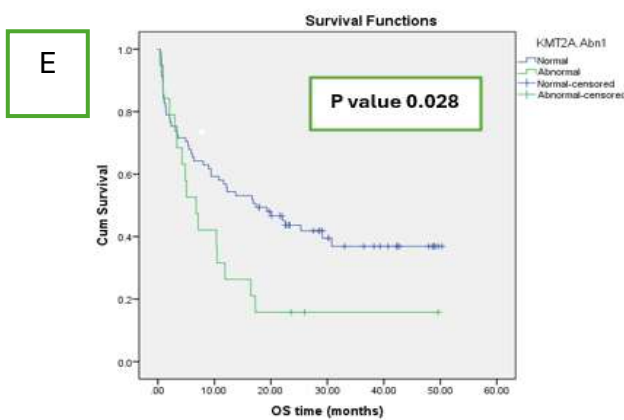 E
Survival Functions
KMT2A.Abn1
Normal
Abnormal
Normal-censored
Abnormal-censored
P value 0.028
Cum Survival
1.0
0.8
0.6
0.4
0.2
0.0
.00 10.00 20.00 30.00 40.00 50.00 60.00
OS time (months)